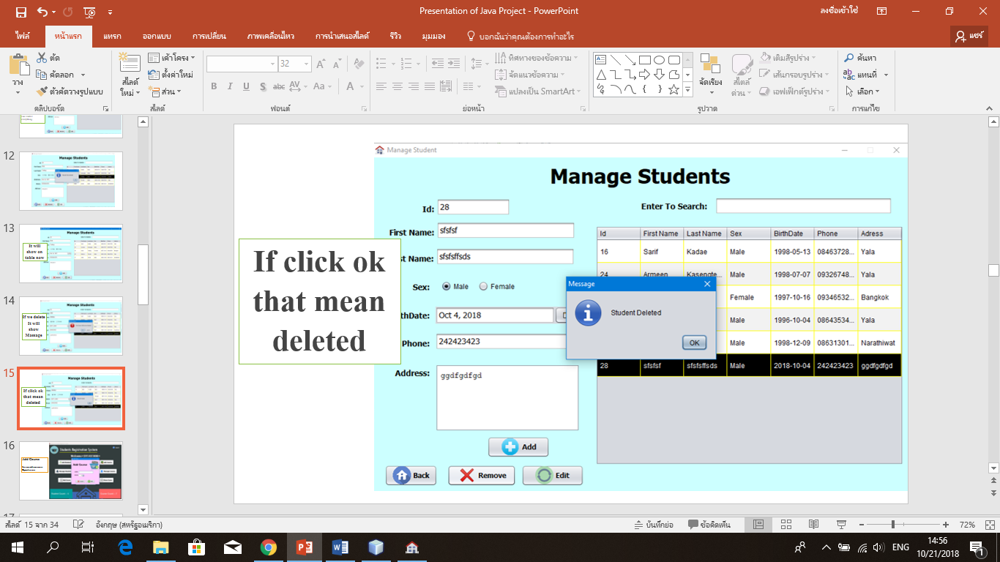 Presentation of Java Project - PowerPoint
ลงชื่อเข้าใช้
ไฟล์ หน้าแรก แทรก ออกแบบ การเปลี่ยน ภาพเคลื่อนไหว การนำเสนอสไลด์ รีวิว มุมมอง บอกฉันว่าคุณต้องการทำอะไร แชร์
วาง
ตัด
คัดลอก
ตัวคัดวางรูปแบบ
คลิปบอร์ด
สไลด์
ใหม่
เค้าโครง
ตั้งค่าใหม่
ส่วน
สไลด์
32
B I U S abc AV Aa A
ฟอนต์
ทิศทางของข้อความ
จัดแนวข้อความ
แปลงเป็น SmartArt
ย่อหน้า
จัดเรียง
สไตล์
ด่วน
เติมสีรูปร่าง
เส้นกรอบรูปร่าง
เอฟเฟ็กต์รูปร่าง
รูปวาด
ค้นหา
แทนที่
เลือก
การแก้ไข
12
Manage Students
13
Manage Students
It will
show on
table now
14
Manage Students
If we delete
It will
show
Massage
15
Manage Students
If click ok
that mean
deleted
16
Students Registration System
Add Course
Add Course
17
If click ok
that mean
deleted
Manage Student
Manage Students
Id: 28
Enter To Search:
First Name: sfsfsf
st Name: sfsfsffsds
Sex: Male Female
thDate: Oct 4, 2018
Phone: 242423423
Address: ggdfgdfgd
Add
Back Remove Edit
Id First Name Last Name Sex BirthDate Phone Adress
16 Sarif Kadae Male 1998-05-13 08463728... Yala
24 Armeen Kasengte... Male 1998-07-07 09326748... Yala
Female 1997-10-16 09346532... Bangkok
Male 1996-10-04 08643534... Yala
Male 1998-12-09 08631301... Narathiwat
28 sfsfsf sfsfsffsds Male 2018-10-04 242423423 ggdfgdfgd
Message
Student Deleted
OK
สไลด์ 15 จาก 34 อังกฤษ (สหรัฐอเมริกา) บันทึกย่อ ข้อคิดเห็น 72%
ENG
14:56
10/21/2018
1